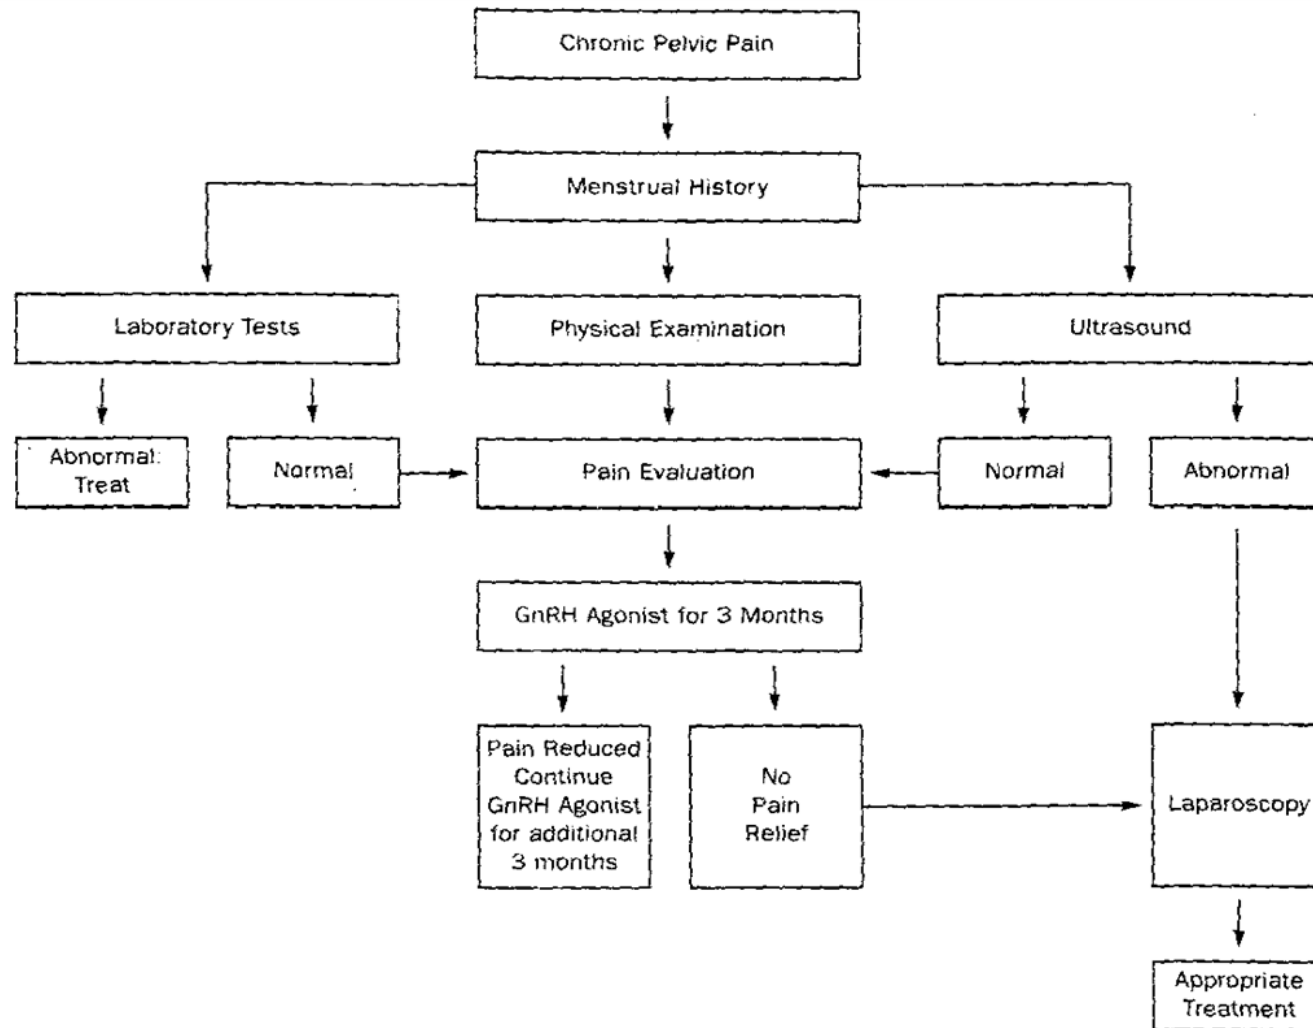 Chronic Pelvic Pain
Menstrual History
Laboratory Tests
Physical Examination
Ultrasound
Abnormal:
Treat
Normal
Pain Evaluation
Normal
Abnormal
GnRH Agonist for 3 Months
Pain Reduced
Continue
GnRH Agonist
for additional
3 months
No
Pain
Relief
Laparoscopy
Appropriate
Treatment